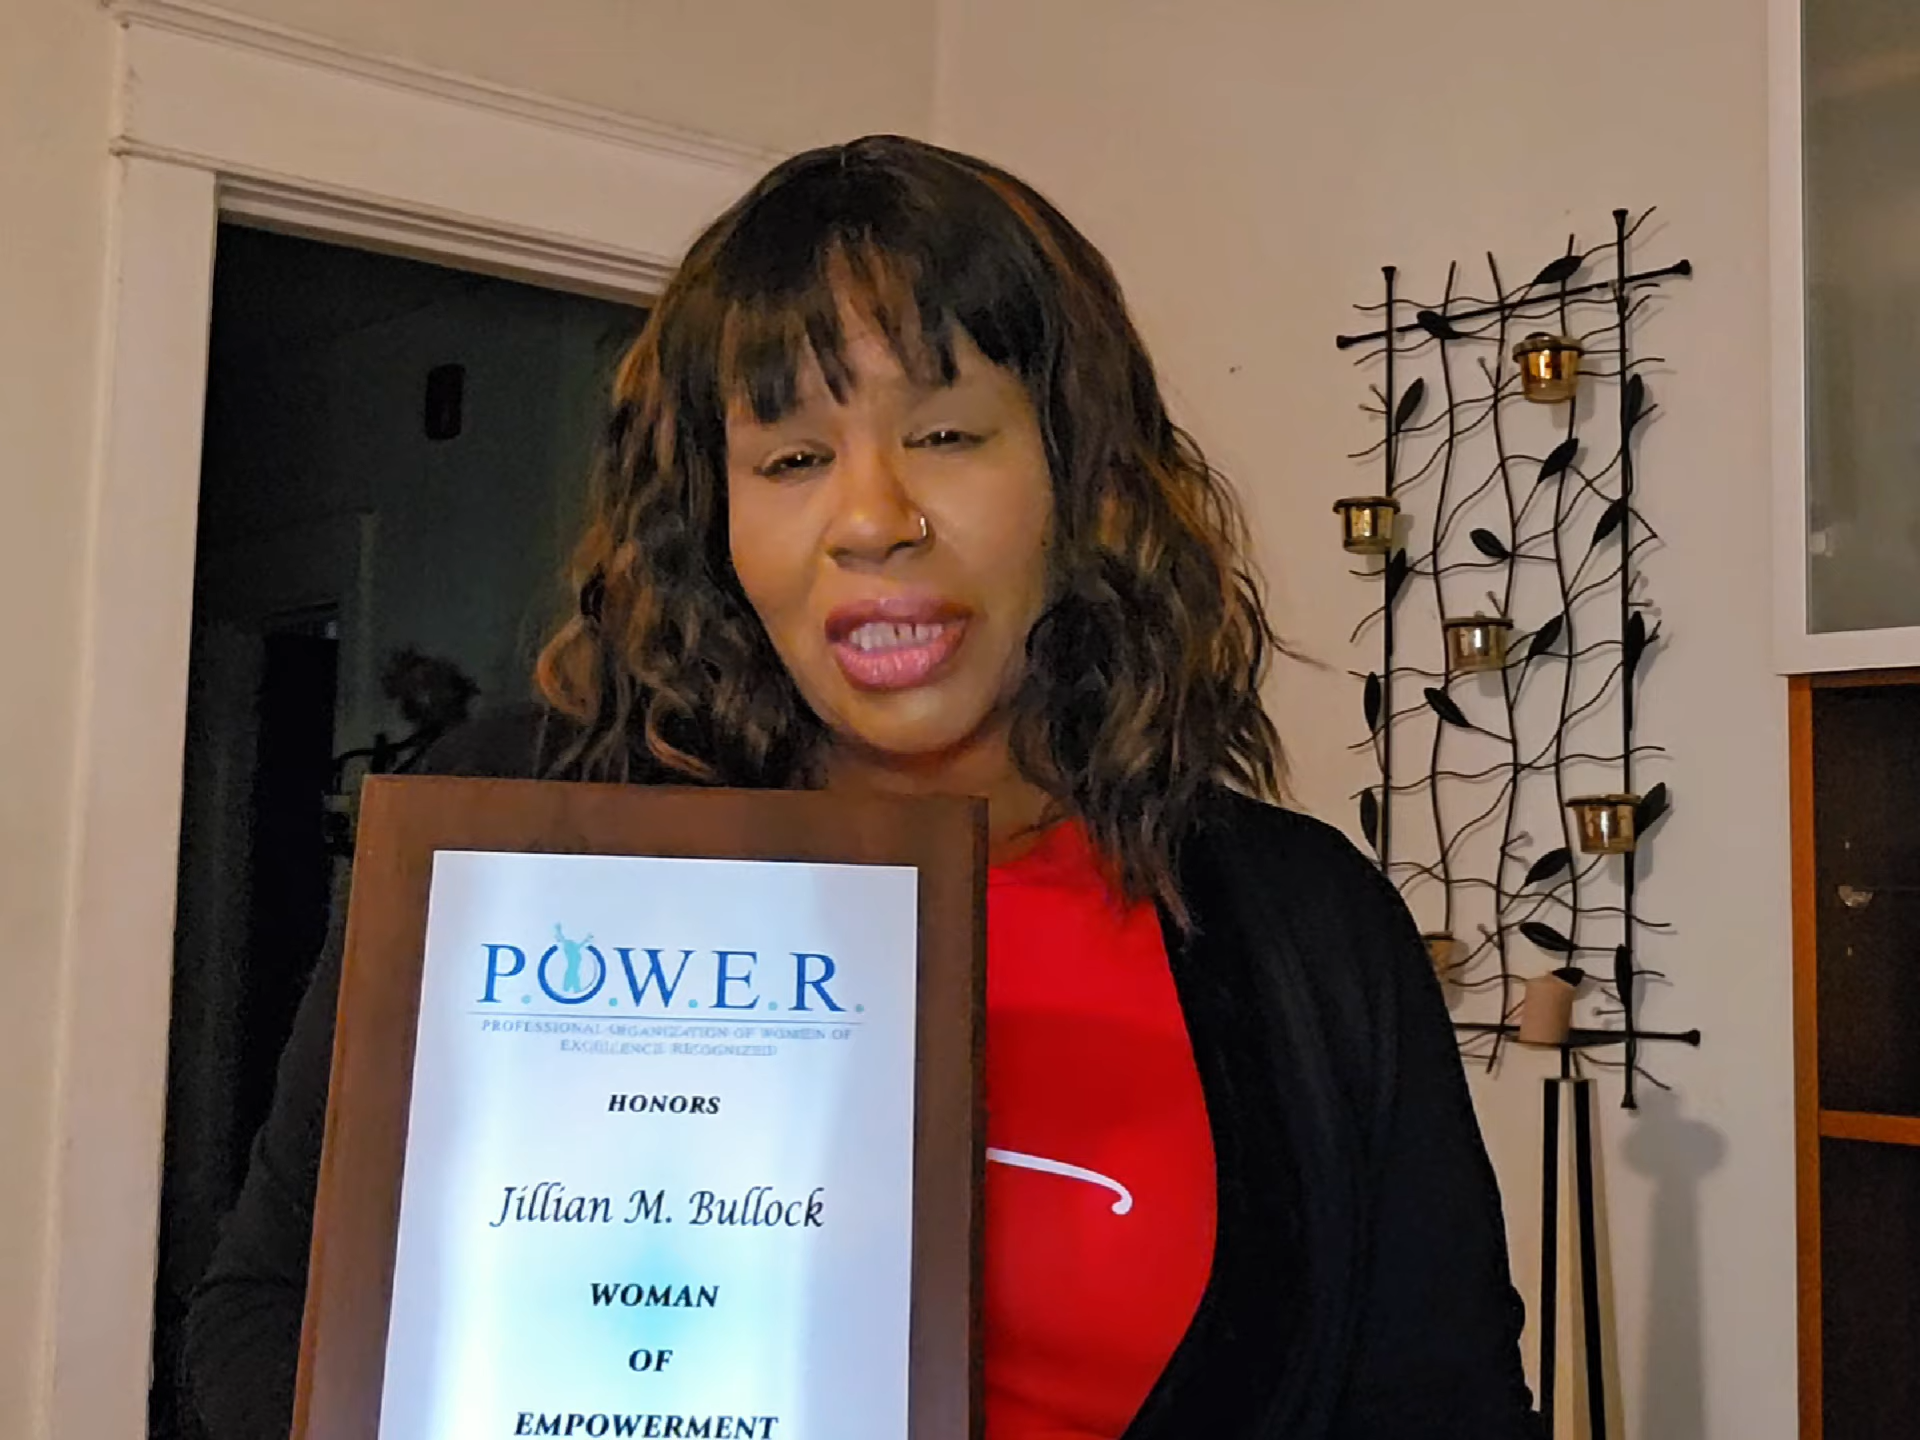 P.O.W.E.R.
PROFESSIONAL ORGANIZATION OF WOMEN OF
EXCELLENCE RECOGNIZED
HONORS
Jillian M. Bullock
WOMAN
OF
EMPOWERMENT